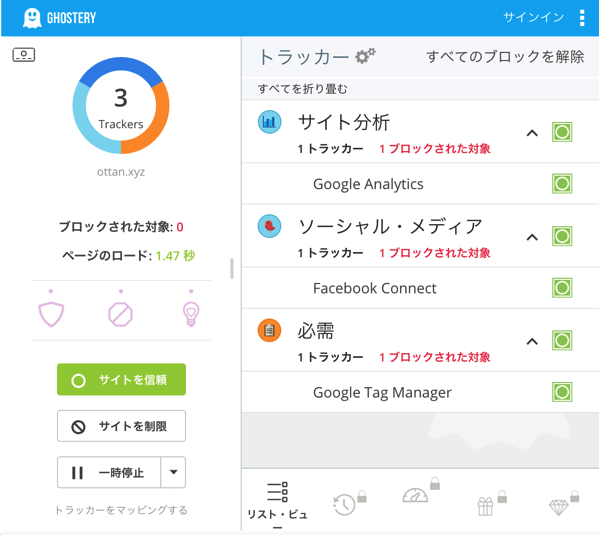 GHOSTERY
サインイン
3
Trackers
ottan.xyz
ブロックされた対象: 0
ページのロード: 1.47 秒
サイトを信頼
サイトを制限
一時停止
トラッカーをマッピングする
トラッカー
すべてのブロックを解除
すべてを折り畳む
サイト分析
1 トラッカー 1 ブロックされた対象
Google Analytics
ソーシャル・メディア
1 トラッカー 1 ブロックされた対象
Facebook Connect
必需
1 トラッカー 1 ブロックされた対象
Google Tag Manager
リスト・ビュ
ー